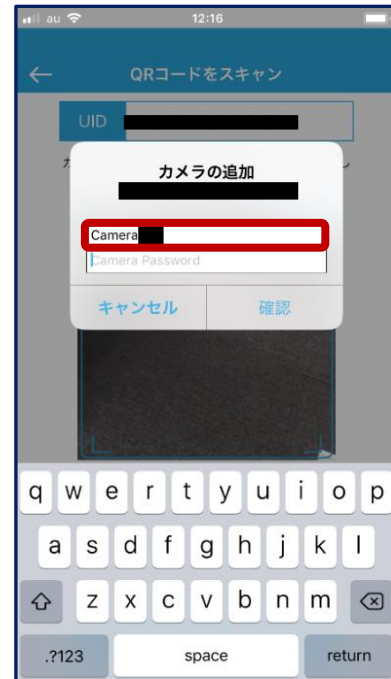 au 12:16
QRコードをスキャン
UID
カメラの追加
Camera
Camera Password
キャンセル 確認
q w e r t y u i o p
a s d f g h j k l
z x c v b n m
.?123 space return